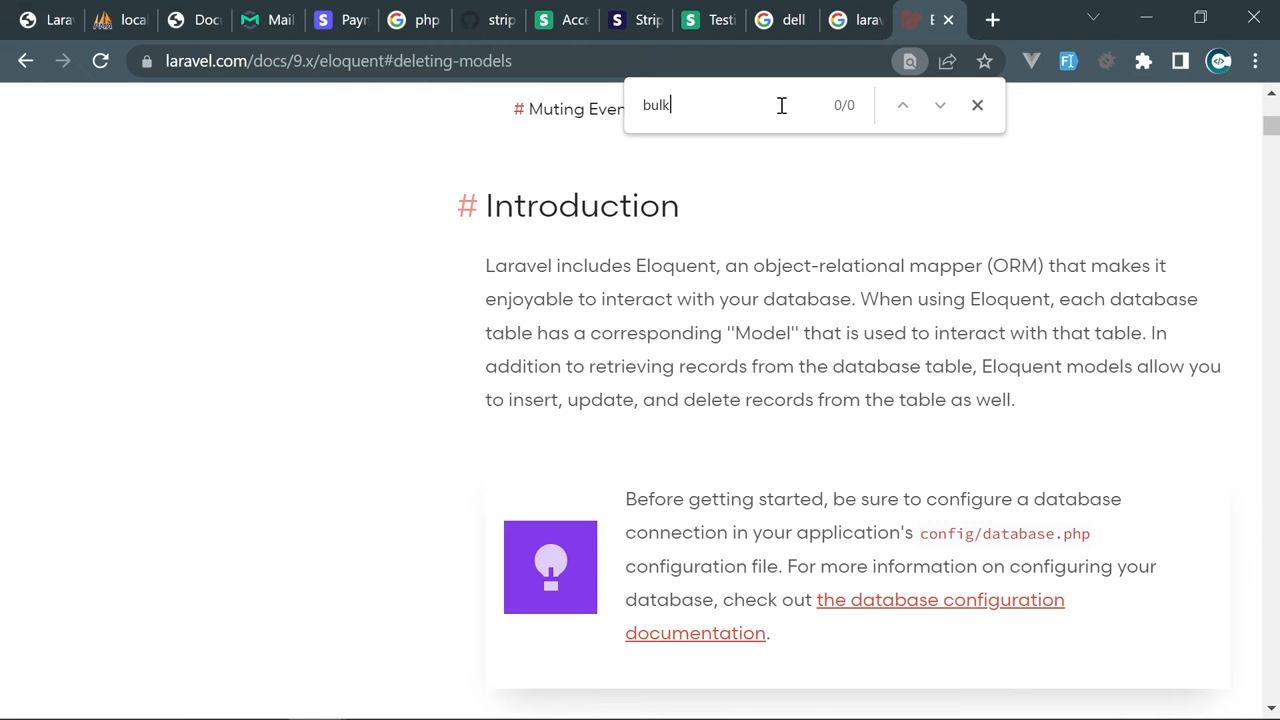 Lara
loca
Doc
Mail
Payn
php
strip
Acce
Strip
Testi
dell
lara
E
laravel.com/docs/9.x/eloquent#deleting-models
bulk
0/0
# Muting Even
# Introduction
Laravel includes Eloquent, an object-relational mapper (ORM) that makes it
enjoyable to interact with your database. When using Eloquent, each database
table has a corresponding "Model" that is used to interact with that table. In
addition to retrieving records from the database table, Eloquent models allow you
to insert, update, and delete records from the table as well.
Before getting started, be sure to configure a database
connection in your application's config/database.php
configuration file. For more information on configuring your
database, check out the database configuration
documentation.